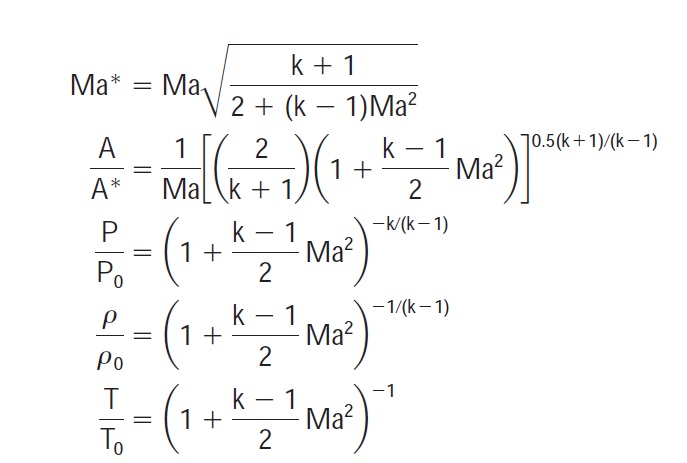 Ma* = Ma√((k + 1)/(2 + (k − 1)Ma²))
A/A* = 1/Ma[(2/(k + 1))(1 + (k − 1)/2 Ma²)]^0.5(k+1)/(k−1)
P/P₀ = (1 + (k − 1)/2 Ma²)^−k/(k−1)
ρ/ρ₀ = (1 + (k − 1)/2 Ma²)^−1/(k−1)
T/T₀ = (1 + (k − 1)/2 Ma²)^−1